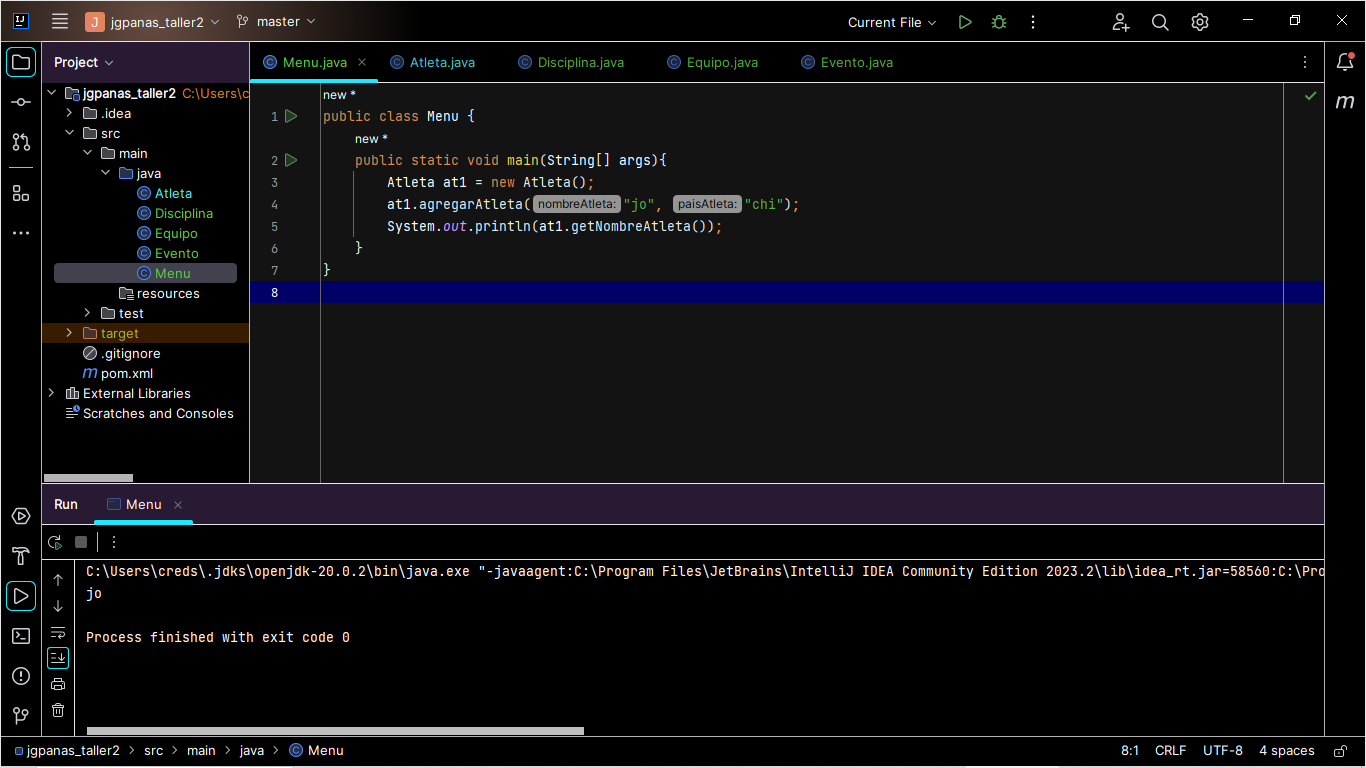 IJ J jgpanas_taller2 master Current File
Project
Menu.java Atleta.java Disciplina.java Equipo.java Evento.java
jgpanas_taller2 C:\Users\c
.idea
src
main
java
Atleta
Disciplina
Equipo
Evento
Menu
resources
test
target
.gitignore
m pom.xml
External Libraries
Scratches and Consoles
new *
1 public class Menu {
new *
2 public static void main(String[] args){
3 Atleta at1 = new Atleta();
4 at1.agregarAtleta( nombreAtleta: "jo", paisAtleta: "chi");
5 System.out.println(at1.getNombreAtleta());
6 }
7 }
8
m
Run Menu
C:\Users\creds\.jdks\openjdk-20.0.2\bin\java.exe "-javaagent:C:\Program Files\JetBrains\IntelliJ IDEA Community Edition 2023.2\lib\idea_rt.jar=58560:C:\Pro
jo
Process finished with exit code 0
jgpanas_taller2 > src > main > java > Menu 8:1 CRLF UTF-8 4 spaces